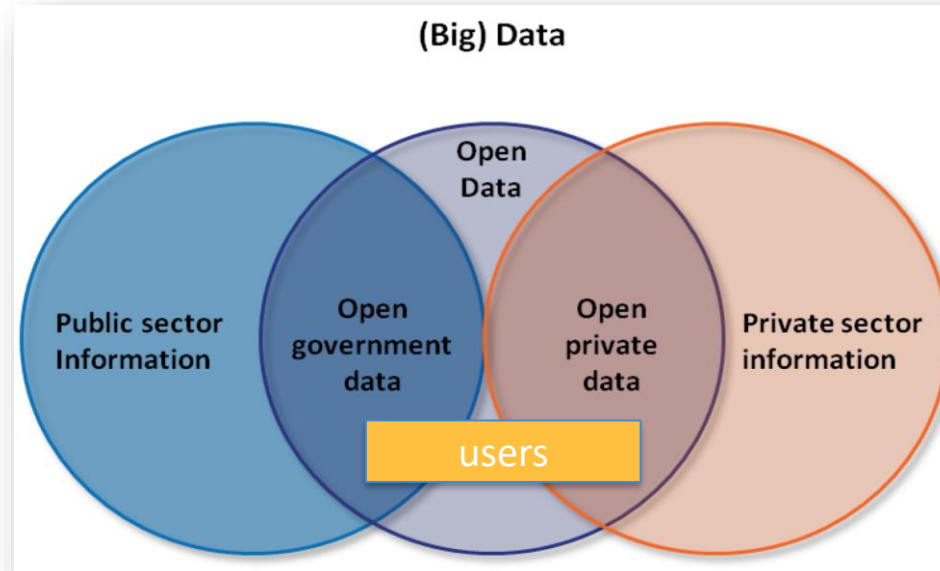 (Big) Data
Open
Data
Public sector
Information
Open
government
data
Open
private
data
Private sector
information
users